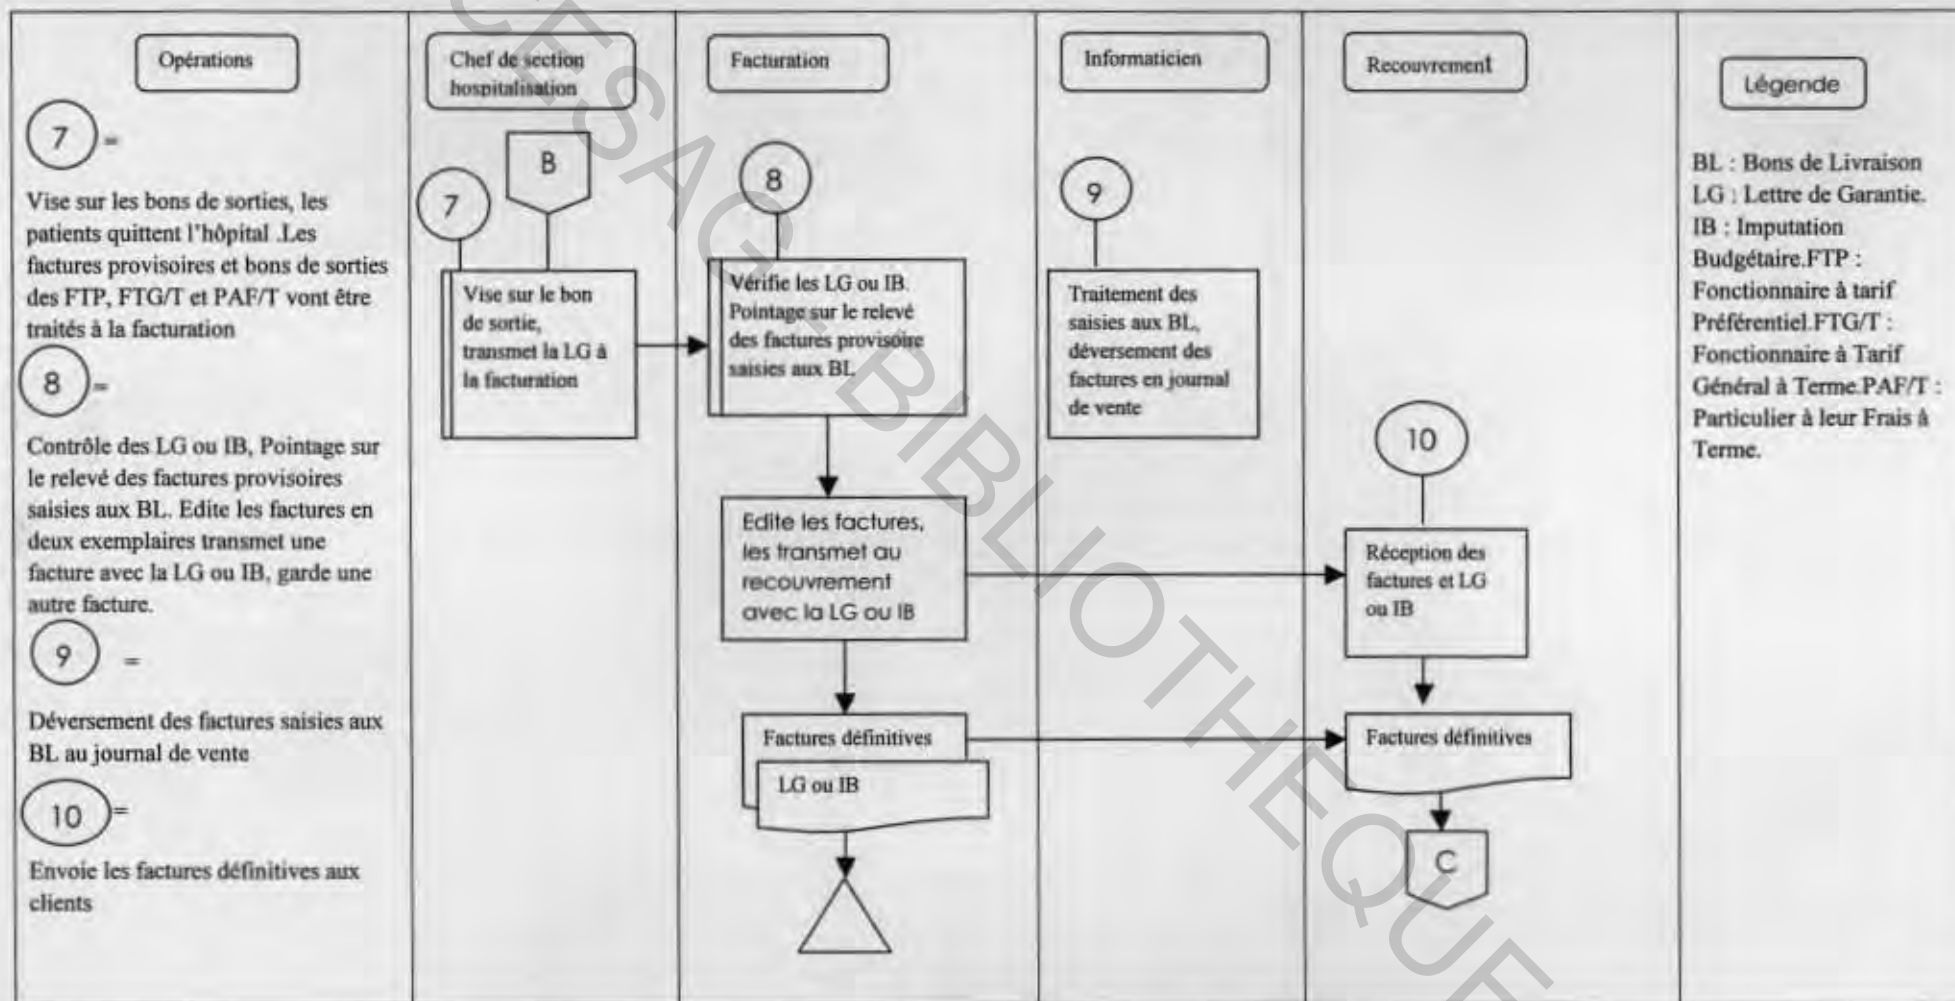 Opérations
7 =
Vise sur les bons de sorties, les
patients quittent l'hôpital .Les
factures provisoires et bons de sorties
des FTP, FTG/T et PAF/T vont être
traités à la facturation
8 =
Contrôle des LG ou IB, Pointage sur
le relevé des factures provisoires
saisies aux BL. Edite les factures en
deux exemplaires transmet une
facture avec la LG ou IB, garde une
autre facture.
9 =
Déversement des factures saisies aux
BL au journal de vente
10 =
Envoie les factures définitives aux
clients
Chef de section
hospitalisation
B
7
Vise sur le bon
de sortie,
transmet la LG à
la facturation
Facturation
8
Vérifie les LG ou IB.
Pointage sur le relevé
des factures provisoire
saisies aux BL
Edite les factures,
les transmet au
recouvrement
avec la LG ou IB
Factures définitives
LG ou IB
Informaticien
9
Traitement des
saisies aux BL,
déversement des
factures en journal
de vente
Recouvrement
10
Réception des
factures et LG
ou IB
Factures définitives
C
Légende
BL : Bons de Livraison
LG : Lettre de Garantie.
IB : Imputation
Budgétaire.FTP :
Fonctionnaire à tarif
Préférentiel.FTG/T :
Fonctionnaire à Tarif
Général à Terme.PAF/T :
Particulier à leur Frais à
Terme.
CESAG - BIBLIOTHEQUE